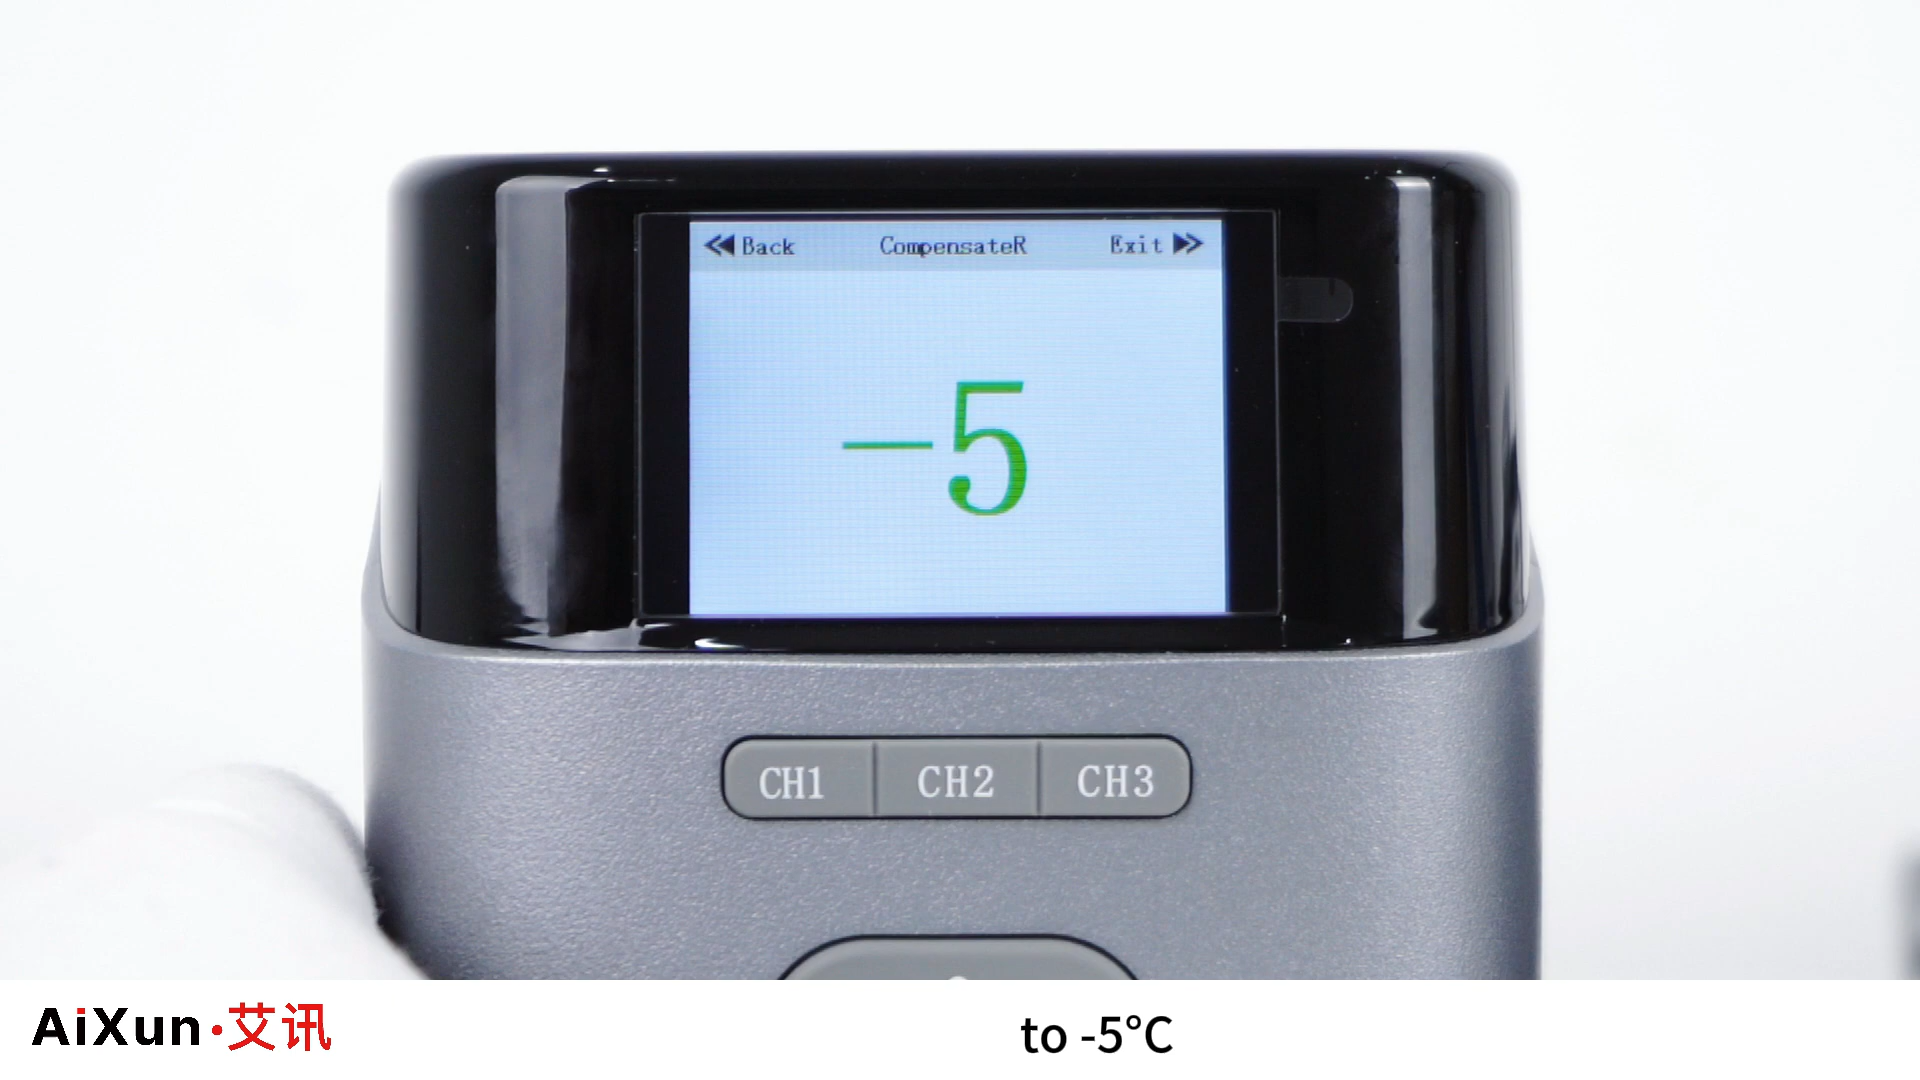 Back CompensateR Exit
-5
CH1 CH2 CH3
AiXun·艾讯
to -5°C